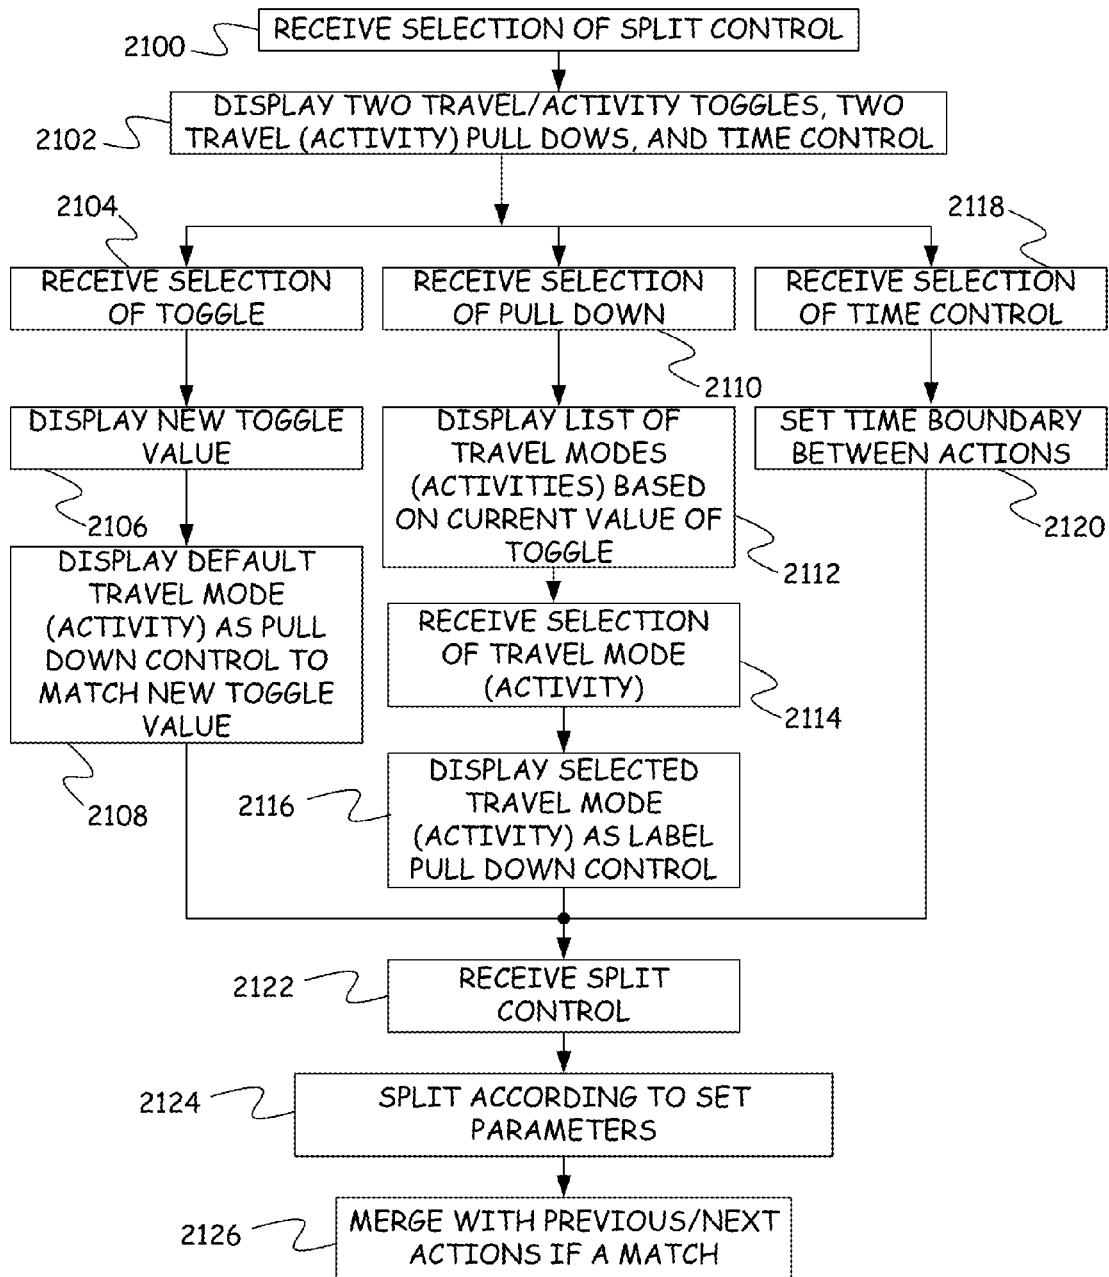 2100
RECEIVE SELECTION OF SPLIT CONTROL
2102
DISPLAY TWO TRAVEL/ACTIVITY TOGGLES, TWO
TRAVEL (ACTIVITY) PULL DOWS, AND TIME CONTROL
2104
RECEIVE SELECTION
OF TOGGLE
DISPLAY NEW TOGGLE
VALUE
2106
DISPLAY DEFAULT
TRAVEL MODE
(ACTIVITY) AS PULL
DOWN CONTROL TO
MATCH NEW TOGGLE
VALUE
2108
RECEIVE SELECTION
OF PULL DOWN
2110
DISPLAY LIST OF
TRAVEL MODES
(ACTIVITIES) BASED
ON CURRENT VALUE OF
TOGGLE
2112
RECEIVE SELECTION
OF TRAVEL MODE
(ACTIVITY)
2114
2116
DISPLAY SELECTED
TRAVEL MODE
(ACTIVITY) AS LABEL
PULL DOWN CONTROL
2118
RECEIVE SELECTION
OF TIME CONTROL
SET TIME BOUNDARY
BETWEEN ACTIONS
2120
2122
RECEIVE SPLIT
CONTROL
2124
SPLIT ACCORDING TO SET
PARAMETERS
2126
MERGE WITH PREVIOUS/NEXT
ACTIONS IF A MATCH